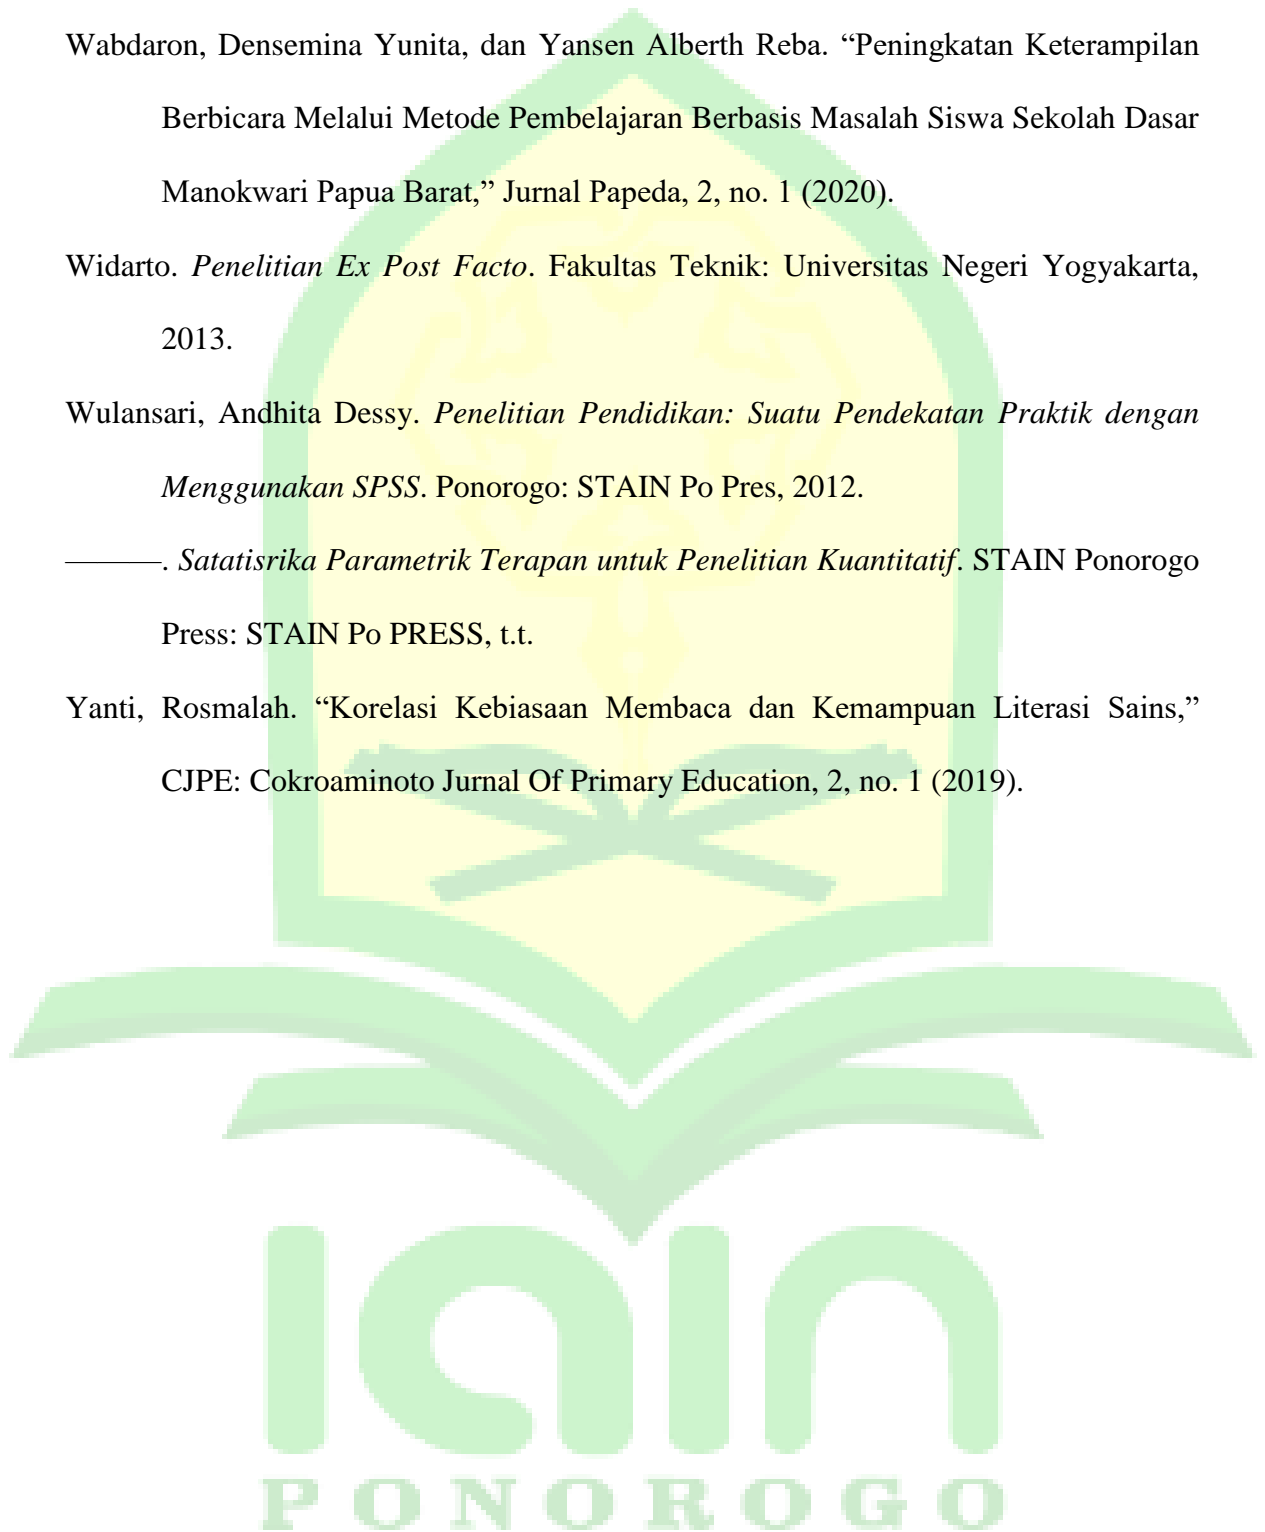 Wabdaron, Densemina Yunita, dan Yansen Alberth Reba. “Peningkatan Keterampilan
Berbicara Melalui Metode Pembelajaran Berbasis Masalah Siswa Sekolah Dasar
Manokwari Papua Barat,” Jurnal Papeda, 2, no. 1 (2020).
Widarto. Penelitian Ex Post Facto. Fakultas Teknik: Universitas Negeri Yogyakarta,
2013.
Wulansari, Andhita Dessy. Penelitian Pendidikan: Suatu Pendekatan Praktik dengan
Menggunakan SPSS. Ponorogo: STAIN Po Pres, 2012.
———. Satatisrika Parametrik Terapan untuk Penelitian Kuantitatif. STAIN Ponorogo
Press: STAIN Po PRESS, t.t.
Yanti, Rosmalah. “Korelasi Kebiasaan Membaca dan Kemampuan Literasi Sains,”
CJPE: Cokroaminoto Jurnal Of Primary Education, 2, no. 1 (2019).
iain
PONOROGO